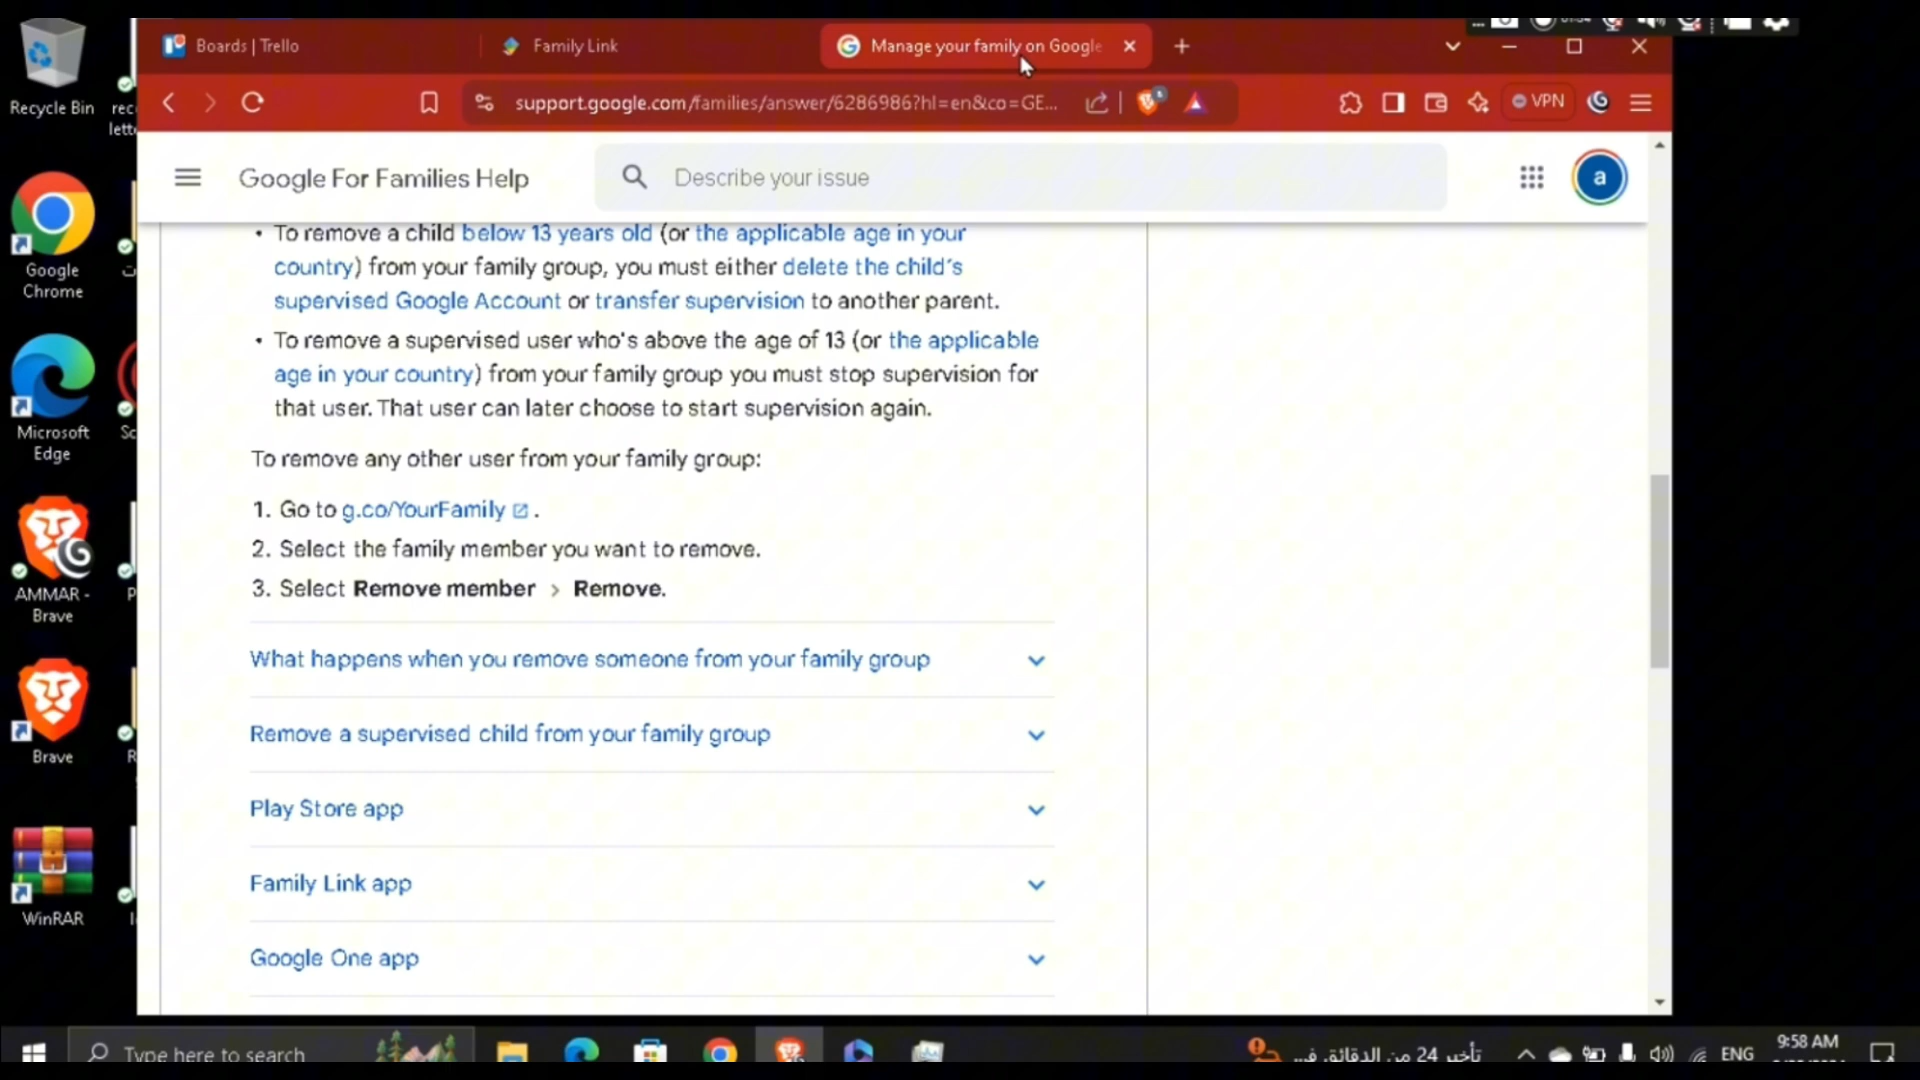 Boards | Trello
Family Link
Manage your family on Google
support.google.com/families/answer/6286986?hl=en&co=GE...
VPN
Google For Families Help
Describe your issue
a
• To remove a child below 13 years old (or the applicable age in your
country) from your family group, you must either delete the child's
supervised Google Account or transfer supervision to another parent.
• To remove a supervised user who's above the age of 13 (or the applicable
age in your country) from your family group you must stop supervision for
that user. That user can later choose to start supervision again.
To remove any other user from your family group:
1. Go to g.co/YourFamily .
2. Select the family member you want to remove.
3. Select Remove member > Remove.
What happens when you remove someone from your family group
Remove a supervised child from your family group
Play Store app
Family Link app
Google One app
Recycle Bin
rec
lett
Google
Chrome
Microsoft
Edge
Sc
AMMAR -
Brave
P
Brave
R
WinRAR
Type here to search
تأخير 24 من الدقائق في...
ENG
9:58 AM